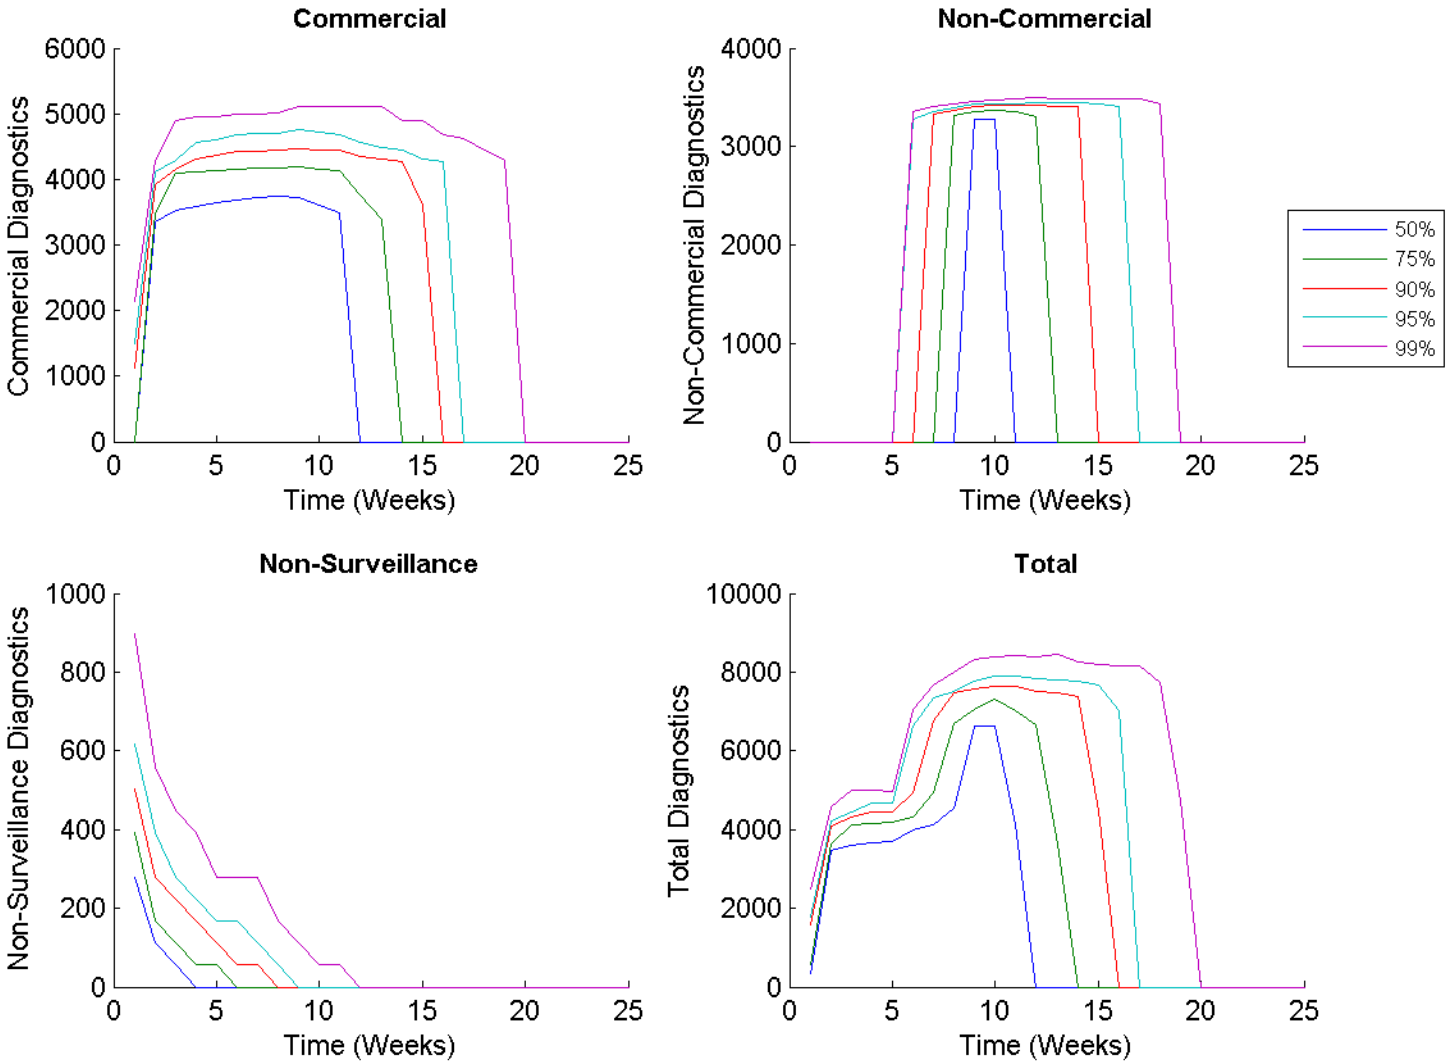 Commercial
6000
5000
4000
3000
2000
1000
0
0 5 10 15 20 25
Time (Weeks)
Commercial Diagnostics
Non-Commercial
4000
3000
2000
1000
0
0 5 10 15 20 25
Time (Weeks)
Non-Commercial Diagnostics
50%
75%
90%
95%
99%
Non-Surveillance
1000
800
600
400
200
0
0 5 10 15 20 25
Time (Weeks)
Non-Surveillance Diagnostics
Total
10000
8000
6000
4000
2000
0
0 5 10 15 20 25
Time (Weeks)
Total Diagnostics